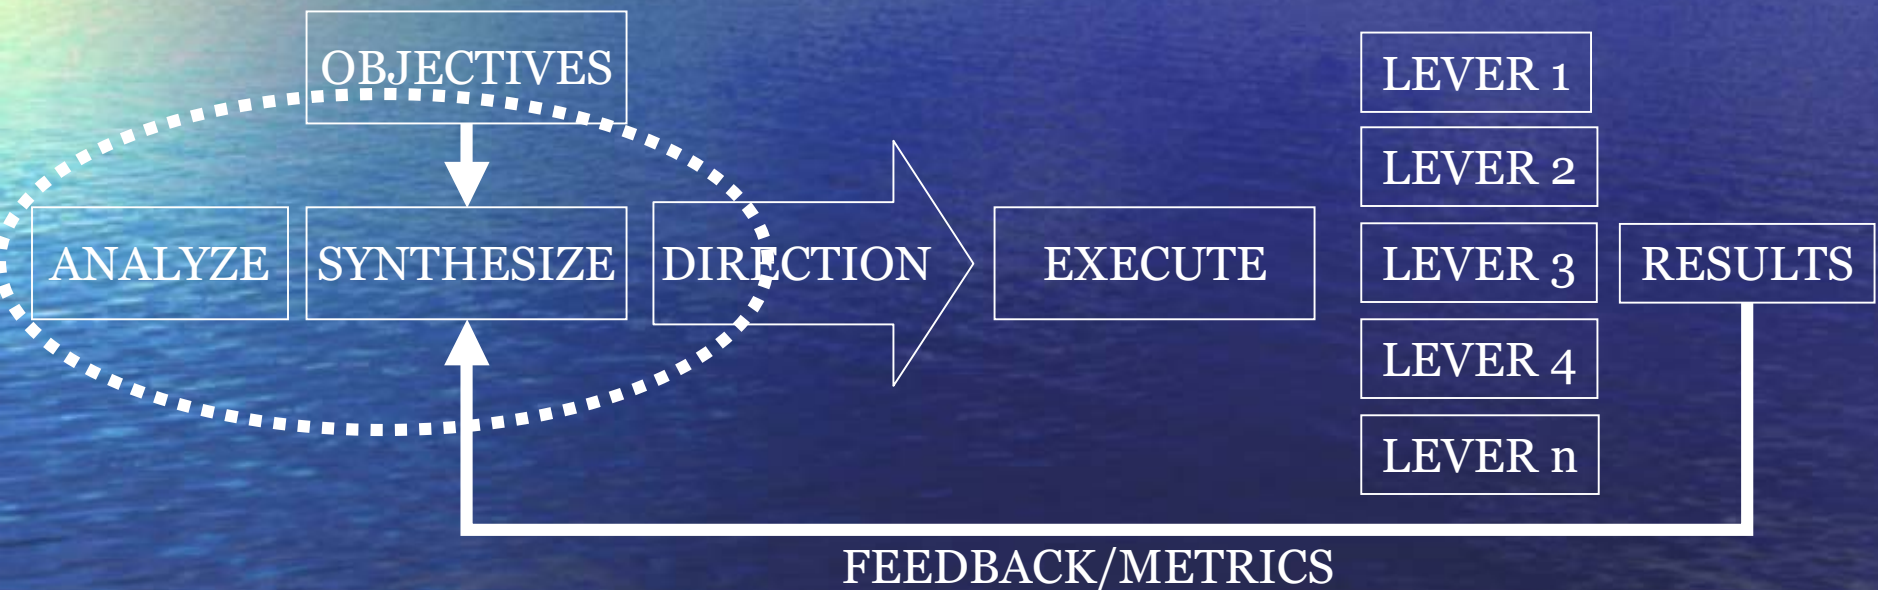 OBJECTIVES
ANALYZE
SYNTHESIZE
DIRECTION
EXECUTE
LEVER 1
LEVER 2
LEVER 3
LEVER 4
LEVER n
RESULTS
FEEDBACK/METRICS